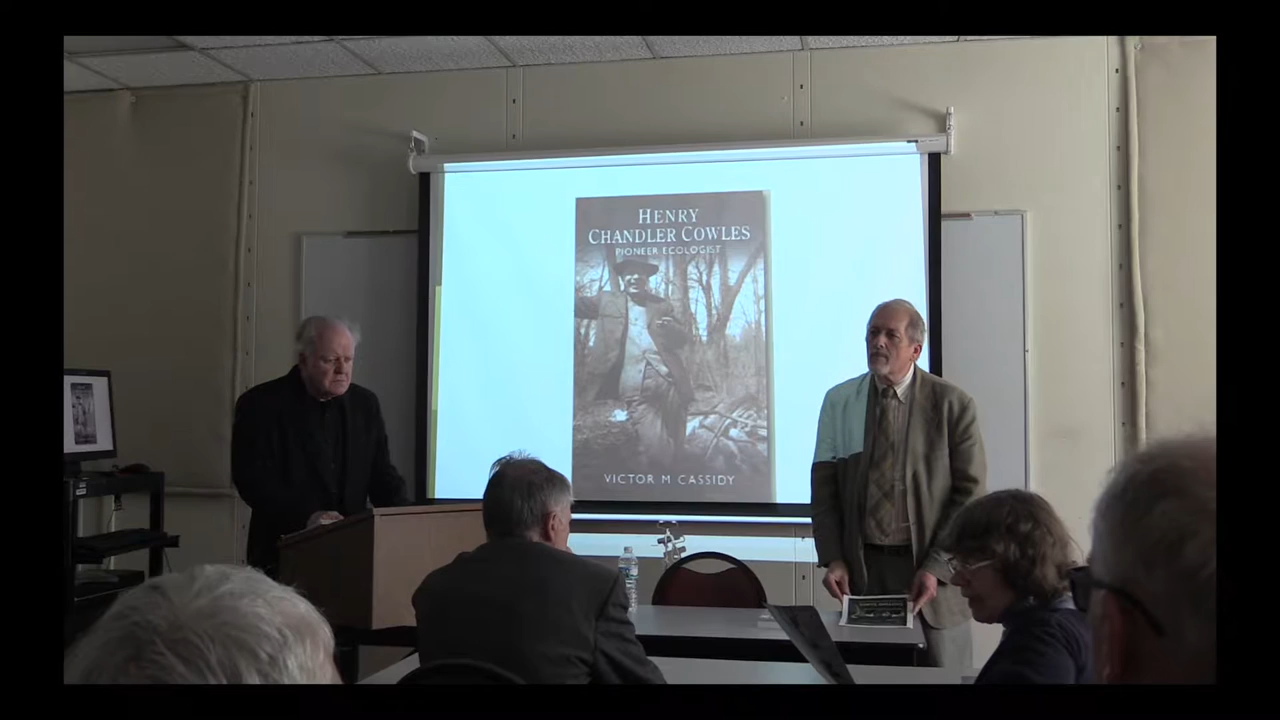 HENRY
CHANDLER COWLES
PIONEER ECOLOGIST
VICTOR M CASSIDY